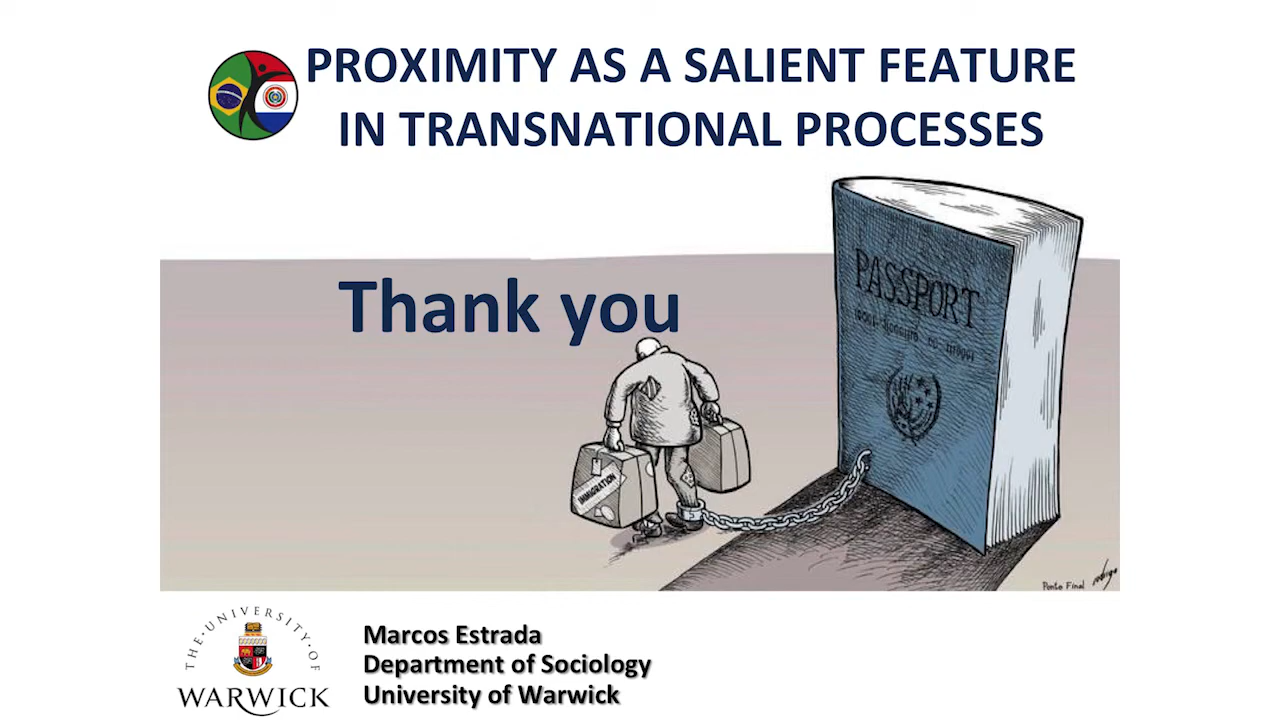 PROXIMITY AS A SALIENT FEATURE
IN TRANSNATIONAL PROCESSES
Thank you
PASSPORT
IMMIGRATION
Ponto Final
THE·UNIVERSITY·OF
WARWICK
Marcos Estrada
Department of Sociology
University of Warwick